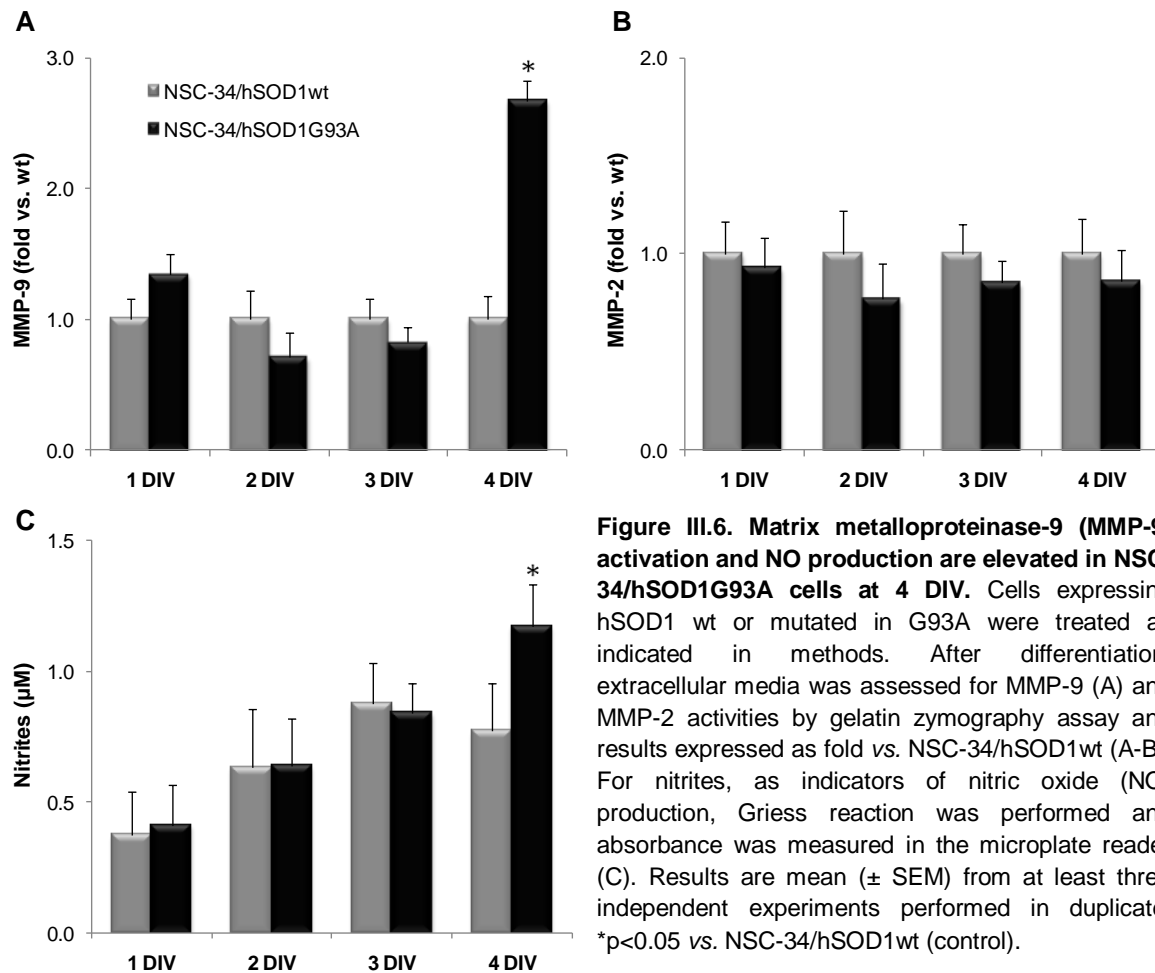 A
3.0
2.0
1.0
0.0
MMP-9 (fold vs. wt)
NSC-34/hSOD1wt
NSC-34/hSOD1G93A
*
1 DIV 2 DIV 3 DIV 4 DIV
B
2.0
1.0
0.0
MMP-2 (fold vs. wt)
1 DIV 2 DIV 3 DIV 4 DIV
C
1.5
1.0
0.5
0.0
Nitrites (µM)
*
1 DIV 2 DIV 3 DIV 4 DIV
Figure III.6. Matrix metalloproteinase-9 (MMP-9
activation and NO production are elevated in NSC
34/hSOD1G93A cells at 4 DIV. Cells expressin
hSOD1 wt or mutated in G93A were treated a
indicated in methods. After differentiation
extracellular media was assessed for MMP-9 (A) an
MMP-2 activities by gelatin zymography assay an
results expressed as fold vs. NSC-34/hSOD1wt (A-B
For nitrites, as indicators of nitric oxide (NO
production, Griess reaction was performed an
absorbance was measured in the microplate reade
(C). Results are mean (± SEM) from at least thre
independent experiments performed in duplicate
*p<0.05 vs. NSC-34/hSOD1wt (control).